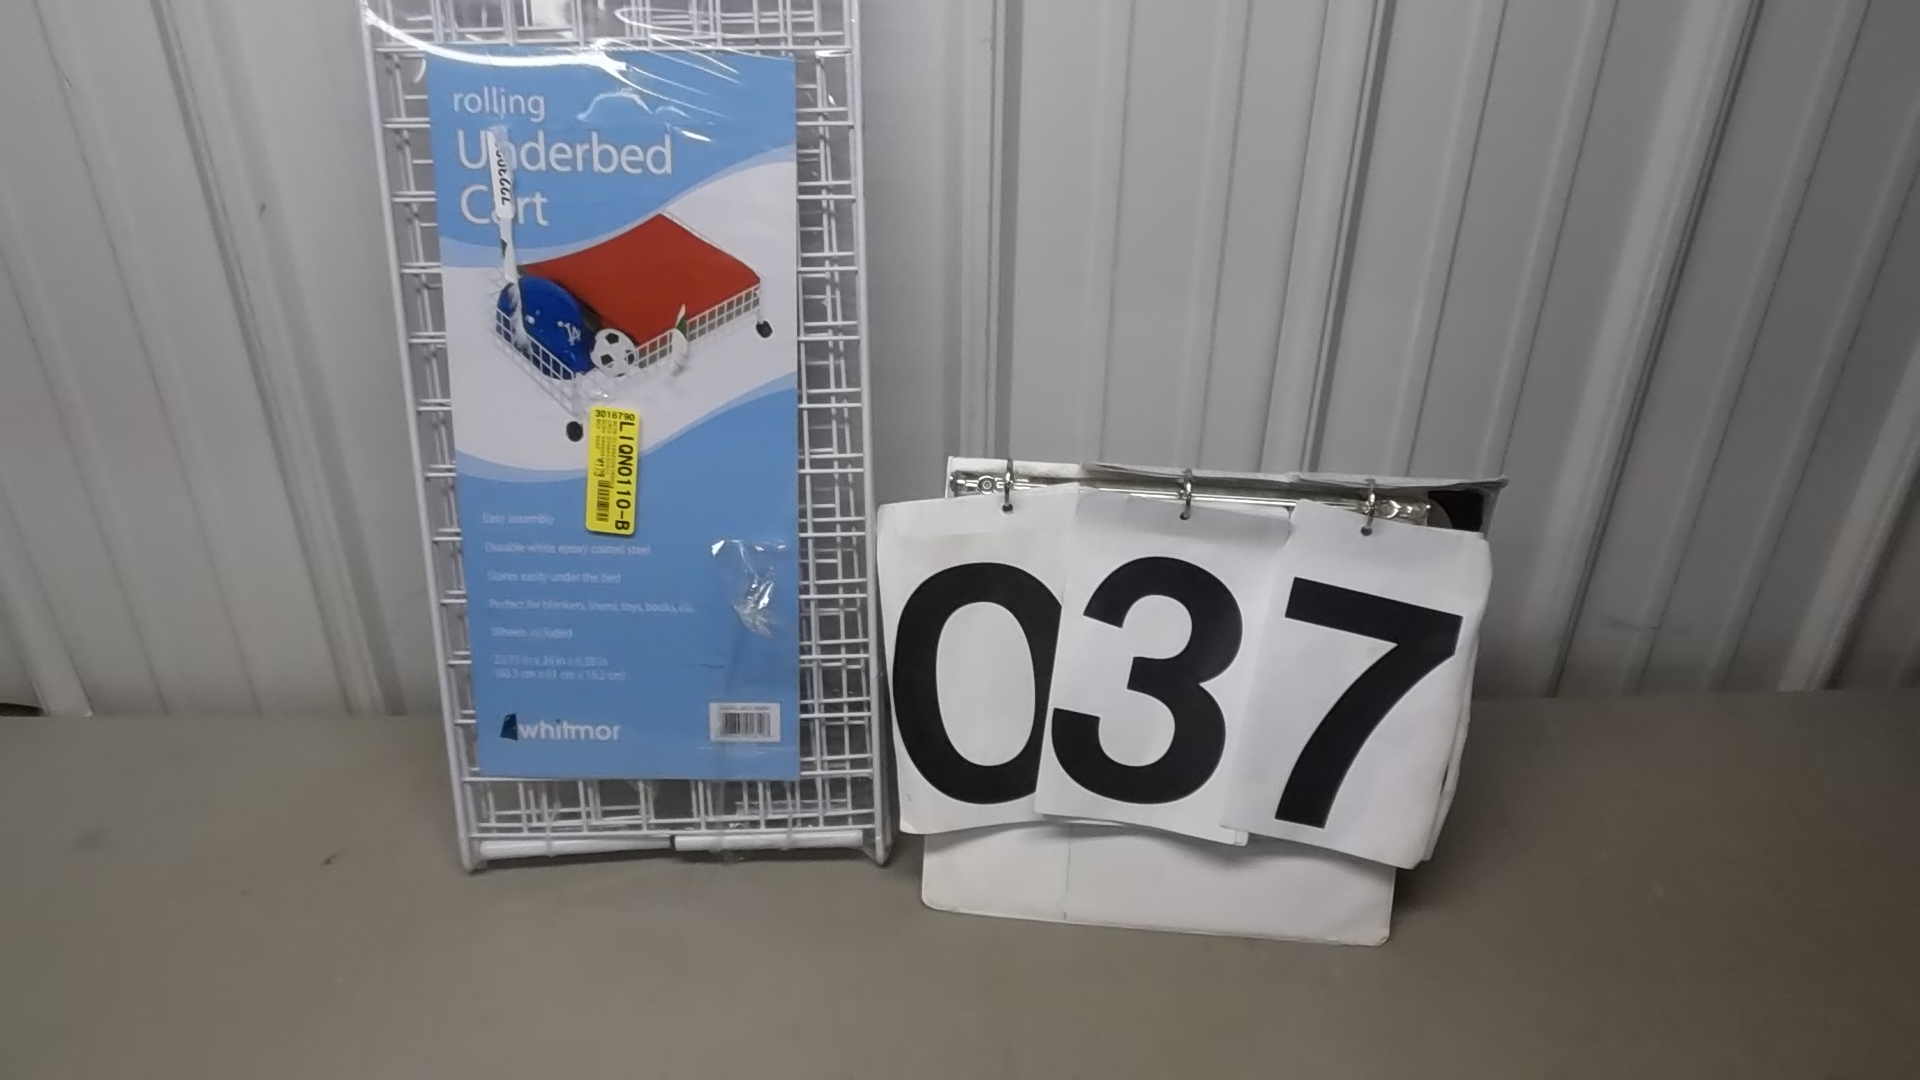 rolling
Underbed
Cart
3016790
LIQN0110-B
Easy assembly
Durable white epoxy coated steel
Stores easily under the bed
Perfect for blankets, linens, toys, books, etc.
Wheels included
whitmor
037